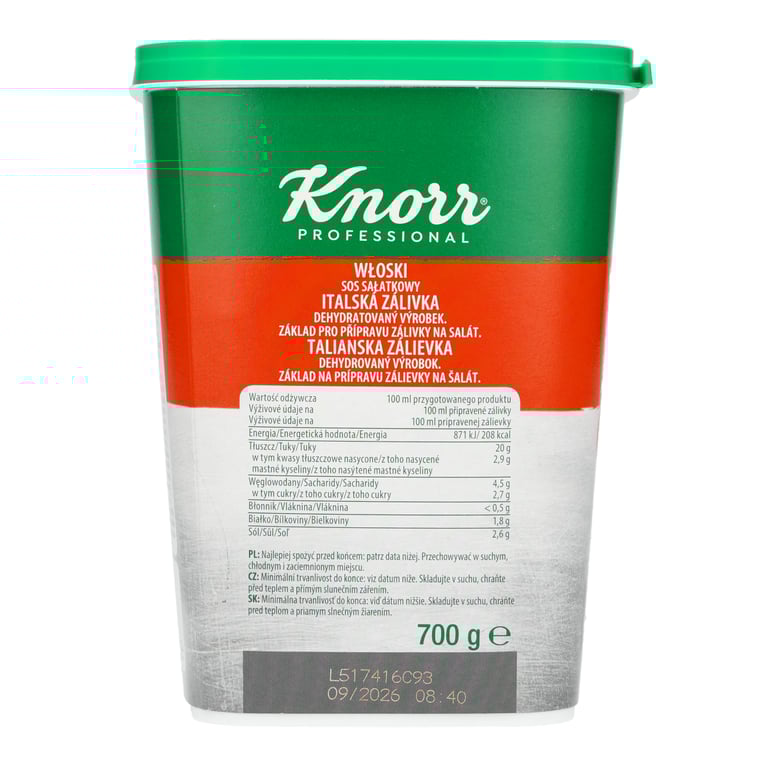 Knorr®
PROFESSIONAL
WŁOSKI
SOS SAŁATKOWY
ITALSKÁ ZÁLIVKA
DEHYDRATOVANÝ VÝROBEK.
ZÁKLAD PRO PŘÍPRAVU ZÁLIVKY NA SALÁT.
TALIANSKA ZÁLIEVKA
DEHYDROVANÝ VÝROBOK.
ZÁKLAD NA PRÍPRAVU ZÁLIEVKY NA ŠALÁT.
Wartość odżywcza 100 ml przygotowanego produktu
Výživové údaje na 100 ml připravené zálivky
Výživové údaje na 100 ml pripravenej zálievky
Energia/Energetická hodnota/Energia 871 kJ/ 208 kcal
Tłuszcz/Tuky/Tuky 20 g
w tym kwasy tłuszczowe nasycone/z toho nasycené 2,9 g
mastné kyseliny/z toho nasýtené mastné kyseliny
Węglowodany/Sacharidy/Sacharidy 4,5 g
w tym cukry/z toho cukry/z toho cukry 2,7 g
Błonnik/Vláknina/Vláknina < 0,5 g
Białko/Bílkoviny/Bielkoviny 1,8 g
Sól/Sůl/Soľ 2,6 g
PL: Najlepiej spożyć przed końcem: patrz data niżej. Przechowywać w suchym,
chłodnym i zaciemnionym miejscu.
CZ: Minimální trvanlivost do konce: viz datum níže. Skladujte v suchu, chraňte
před teplem a přímým slunečním zářením.
SK: Minimálna trvanlivosť do konca: viď dátum nižšie. Skladujte v suchu, chráňte
pred teplom a priamym slnečným žiarením.
700 g ℮
L517416C93
09/2026 08:40